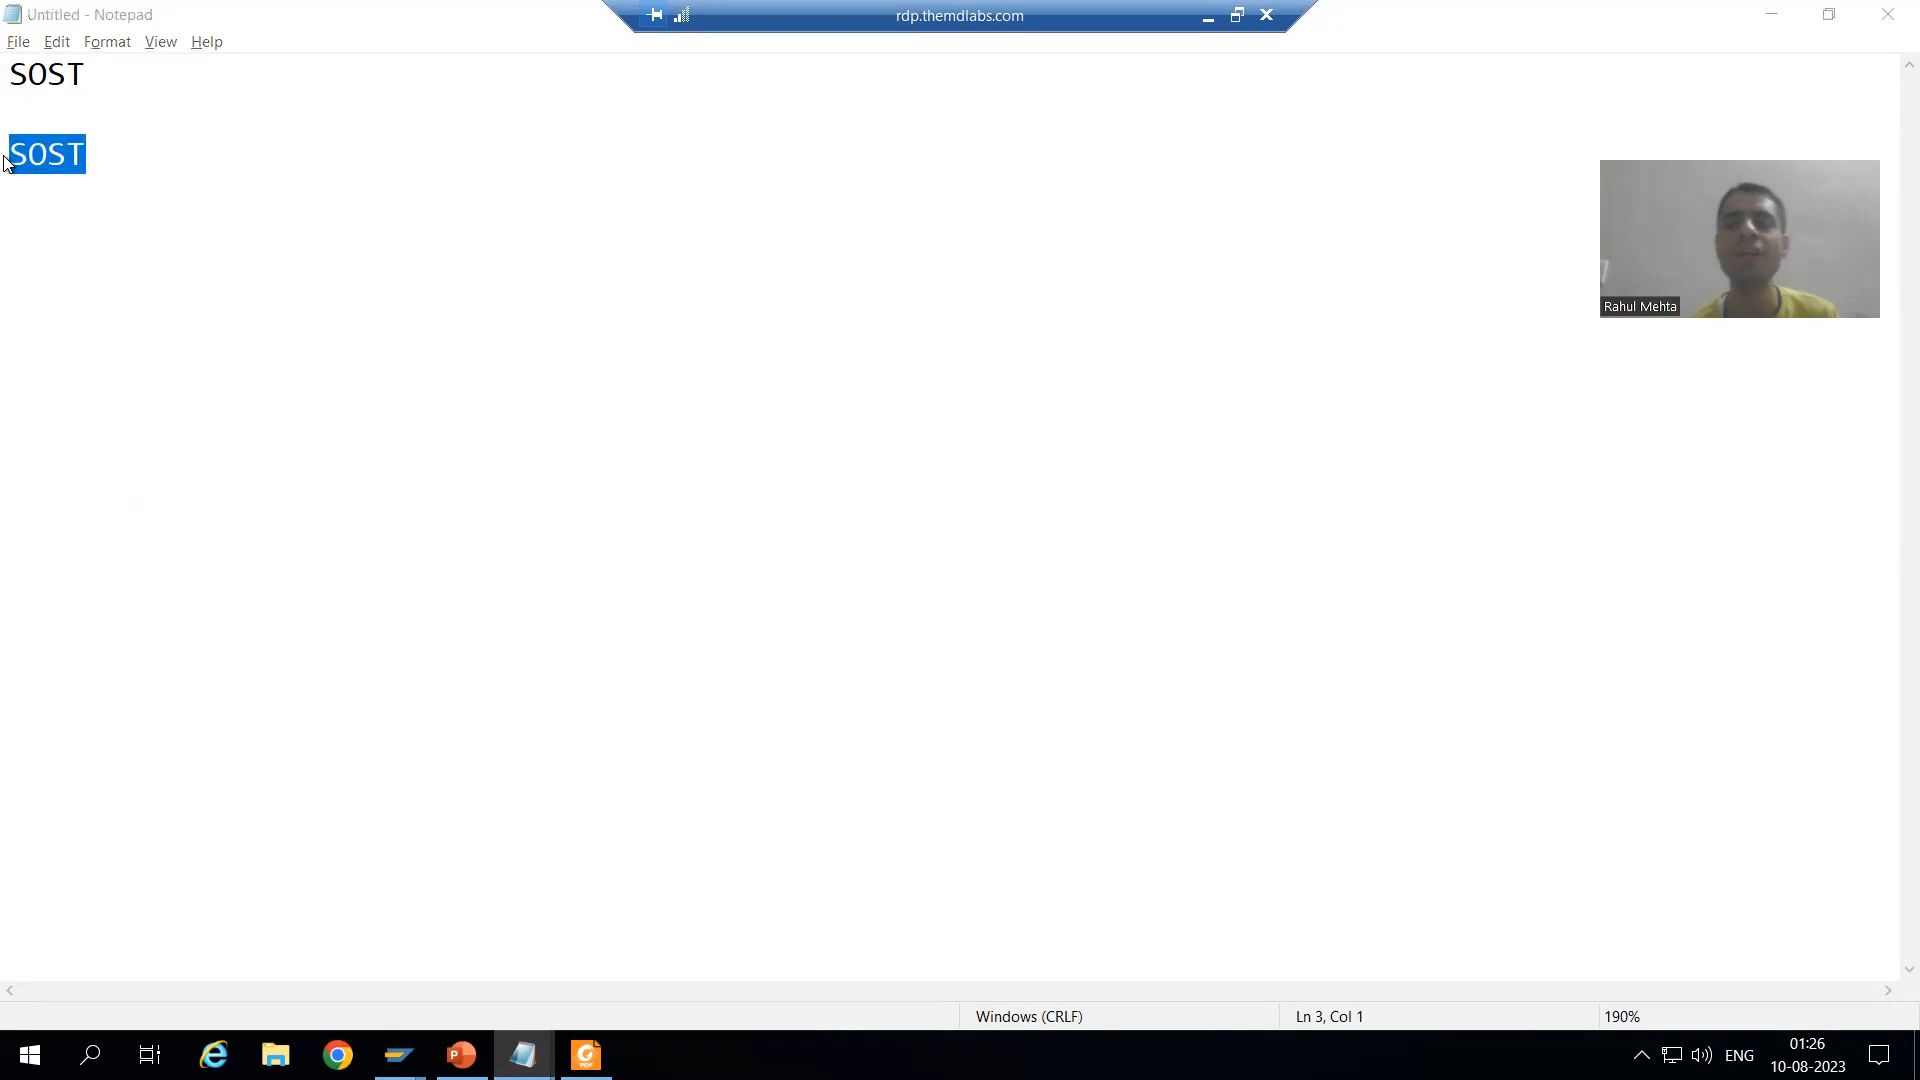 Untitled - Notepad
rdp.themdlabs.com
File Edit Format View Help
SOST
SOST
Rahul Mehta
Windows (CRLF)
Ln 3, Col 1
190%
P
PDF
ENG
01:26
10-08-2023